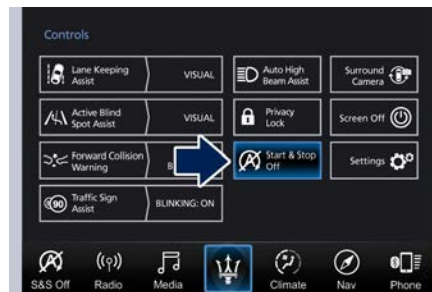 Controls
Lane Keeping
Assist
VISUAL
Auto High
Beam Assist
Surround
Camera
Active Blind
Spot Assist
VISUAL
Privacy
Lock
Screen Off
Forward Collision
Warning
B
Start & Stop
Off
Settings
90
Traffic Sign
Assist
BLINKING: ON
S&S Off
Radio
Media
Climate
Nav
Phone